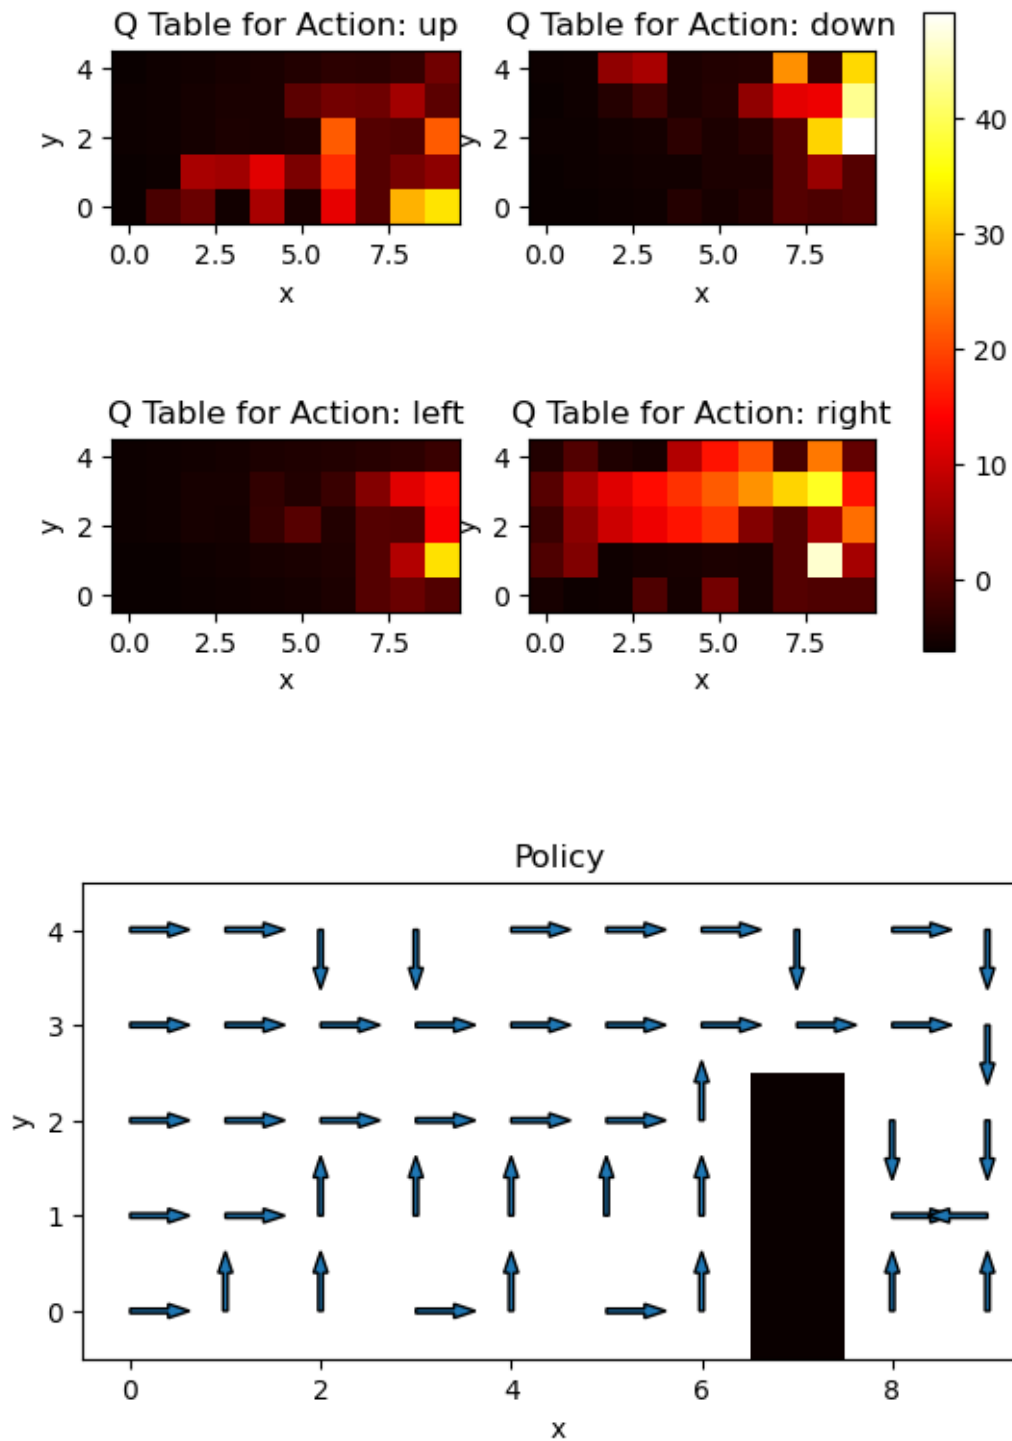 Q Table for Action: up
Q Table for Action: down
4
2
0
y
0.0 2.5 5.0 7.5
x
4
2
0
y
0.0 2.5 5.0 7.5
x
40
30
20
10
0
Q Table for Action: left
Q Table for Action: right
4
2
0
y
0.0 2.5 5.0 7.5
x
4
2
0
y
0.0 2.5 5.0 7.5
x
Policy
4
3
2
1
0
y
0 2 4 6 8
x